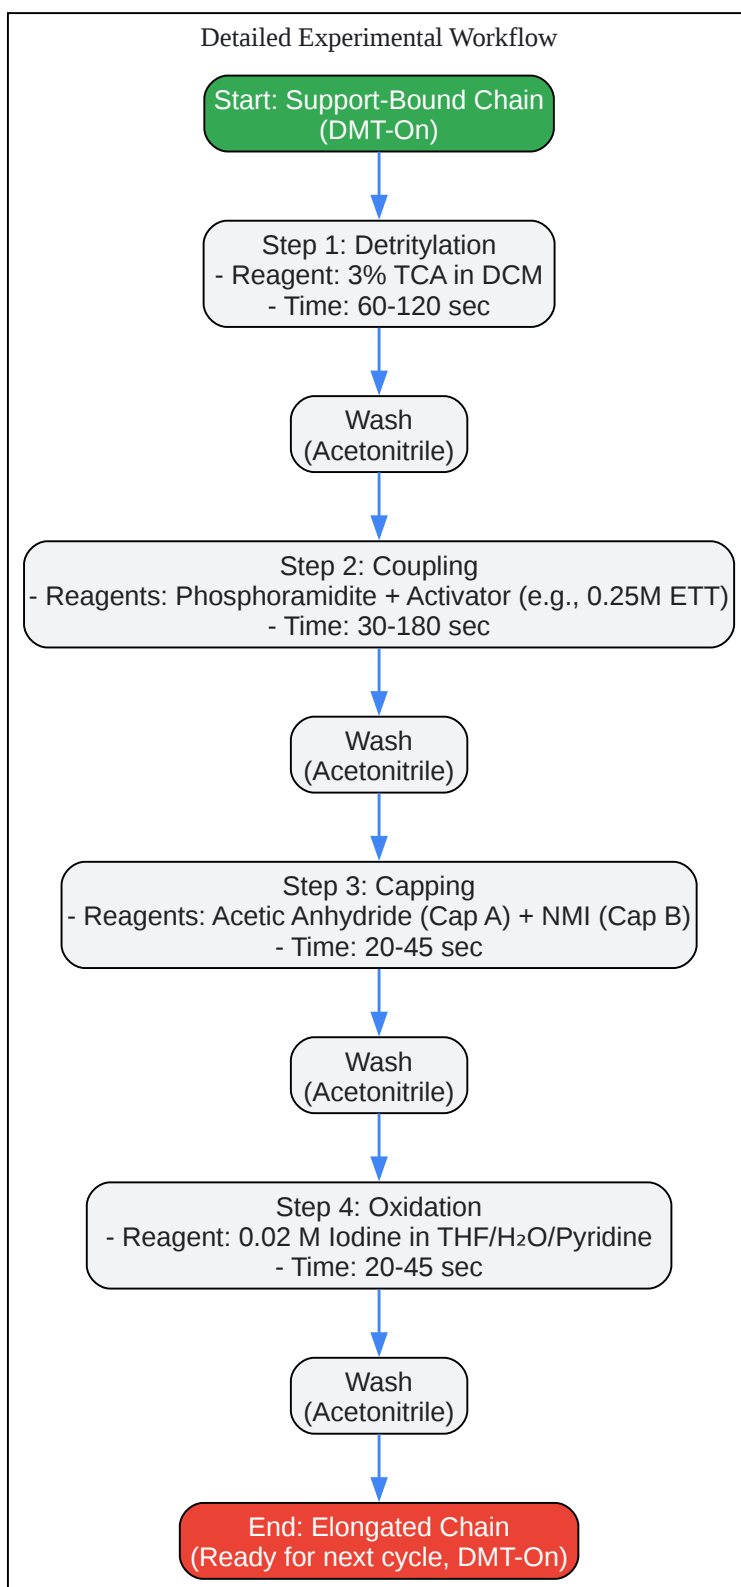 Detailed Experimental Workflow
Start: Support-Bound Chain
(DMT-On)
Step 1: Detritylation
- Reagent: 3% TCA in DCM
- Time: 60-120 sec
Wash
(Acetonitrile)
Step 2: Coupling
- Reagents: Phosphoramidite + Activator (e.g., 0.25M ETT)
- Time: 30-180 sec
Wash
(Acetonitrile)
Step 3: Capping
- Reagents: Acetic Anhydride (Cap A) + NMI (Cap B)
- Time: 20-45 sec
Wash
(Acetonitrile)
Step 4: Oxidation
- Reagent: 0.02 M Iodine in THF/H₂O/Pyridine
- Time: 20-45 sec
Wash
(Acetonitrile)
End: Elongated Chain
(Ready for next cycle, DMT-On)